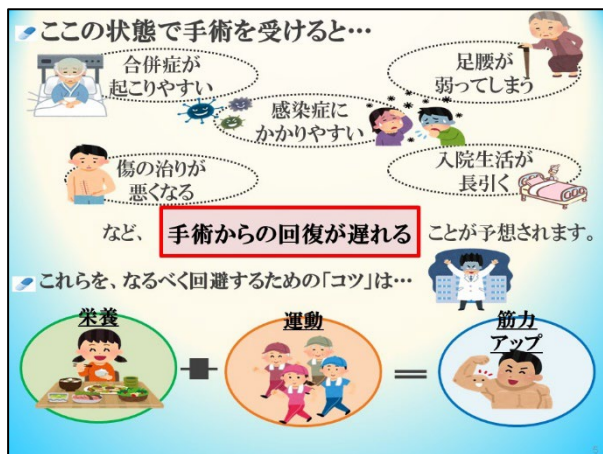 ここの状態で手術を受けると…
合併症が
起こりやすい
足腰が
弱ってしまう
感染症に
かかりやすい
傷の治りが
悪くなる
入院生活が
長引く
など、 手術からの回復が遅れる ことが予想されます。
これらを、なるべく回避するための「コツ」は…
栄養
運動
筋力
アップ
5